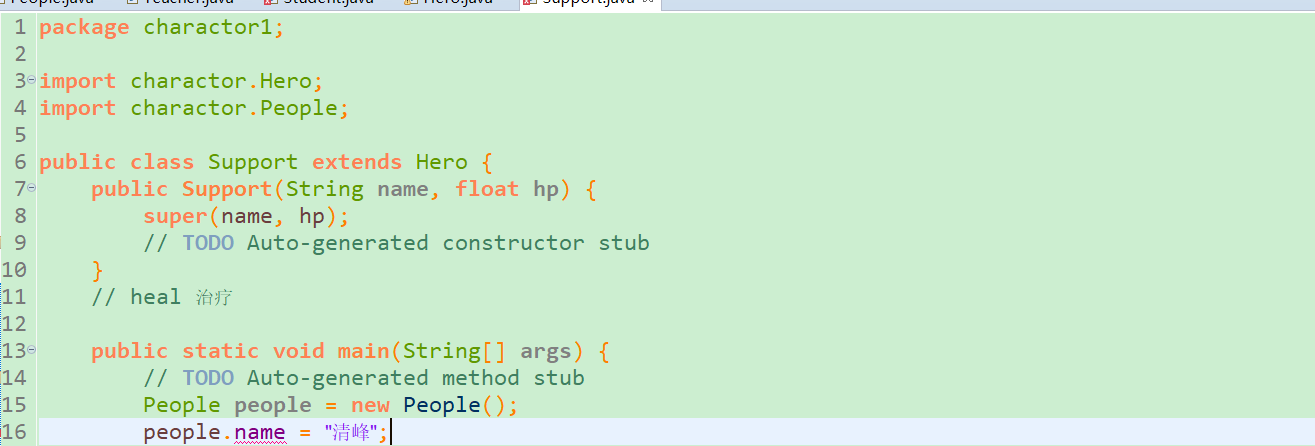 People.java Teacher.java Student.java Hero.java Support.java
1 package charactor1;
2
3 import charactor.Hero;
4 import charactor.People;
5
6 public class Support extends Hero {
7     public Support(String name, float hp) {
8         super(name, hp);
9         // TODO Auto-generated constructor stub
10     }
11     // heal 治疗
12
13     public static void main(String[] args) {
14         // TODO Auto-generated method stub
15         People people = new People();
16         people.name = "清峰";